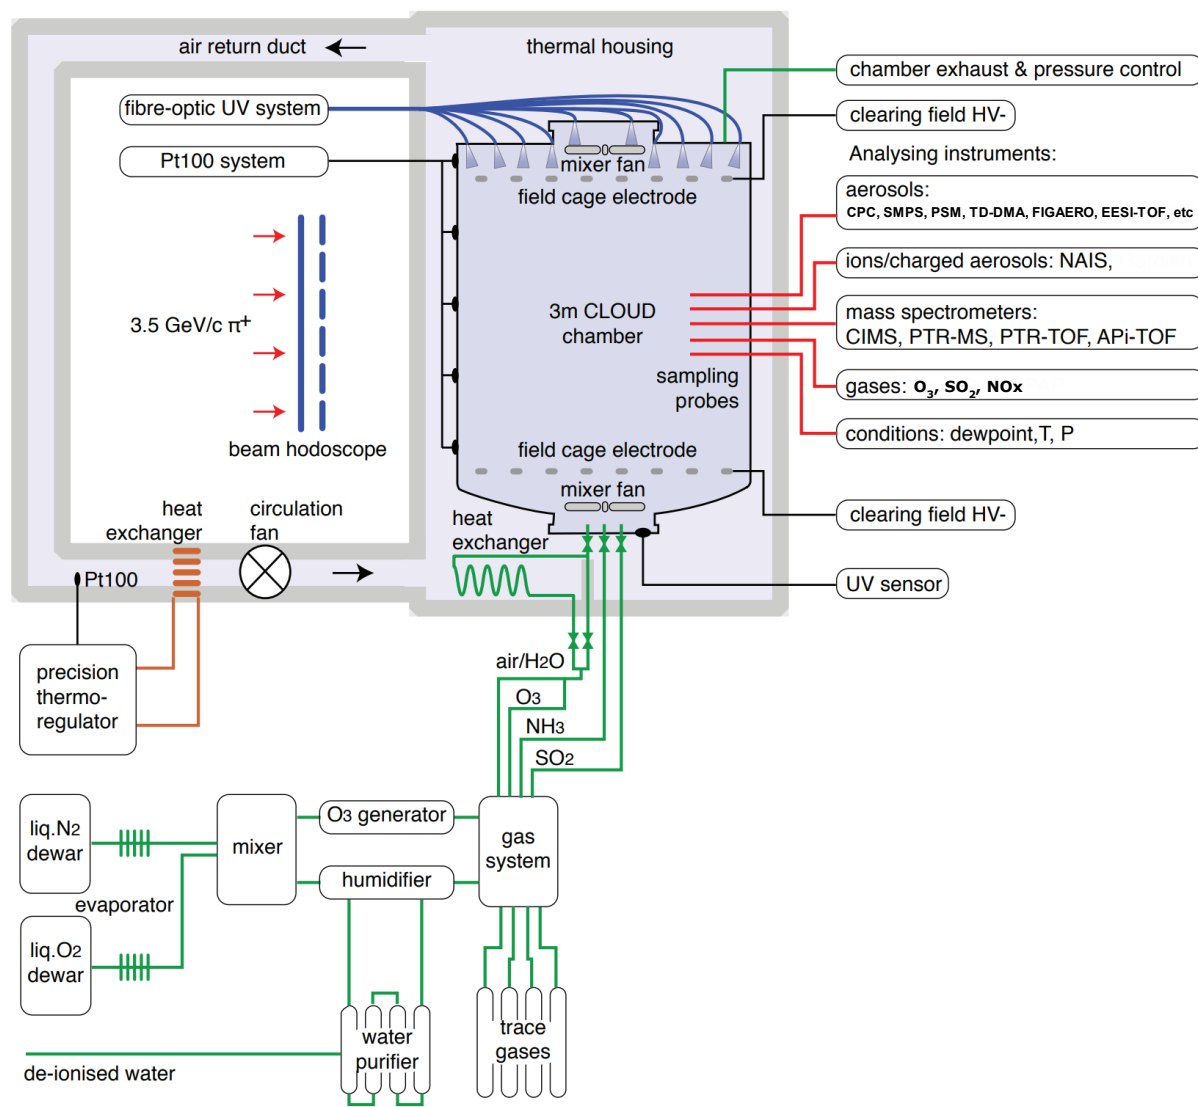 air return duct
thermal housing
chamber exhaust & pressure control
fibre-optic UV system
clearing field HV-
Pt100 system
mixer fan
field cage electrode
Analysing instruments:
aerosols:
CPC, SMPS, PSM, TD-DMA, FIGAERO, EESI-TOF, etc
ions/charged aerosols: NAIS,
3.5 GeV/c π+
3m CLOUD
chamber
mass spectrometers:
CIMS, PTR-MS, PTR-TOF, APi-TOF
sampling
probes
gases: O3, SO2, NOx
beam hodoscope
field cage electrode
conditions: dewpoint,T, P
mixer fan
heat
exchanger
circulation
fan
heat
exchanger
clearing field HV-
Pt100
UV sensor
precision
thermo-
regulator
air/H2O
O3
NH3
SO2
liq.N2
dewar
mixer
O3 generator
gas
system
humidifier
evaporator
liq.O2
dewar
water
purifier
trace
gases
de-ionised water